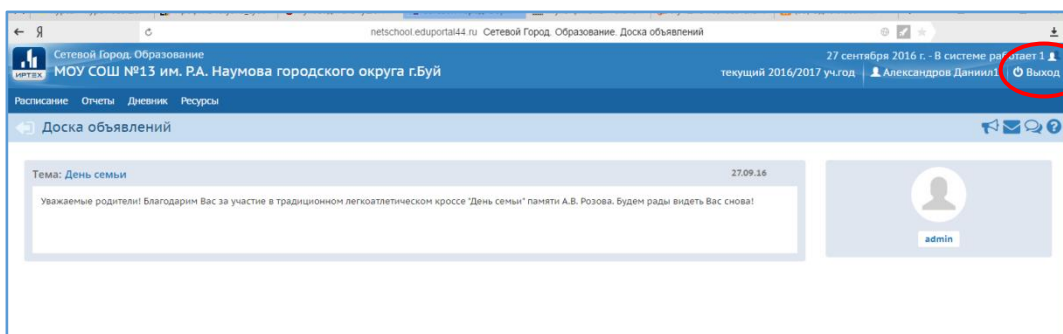 Я netschool.eduportal44.ru Сетевой Город. Образование. Доска объявлений
Сетевой Город. Образование
27 сентября 2016 г. - В системе работает 1
ИРТЕХ
МОУ СОШ №13 им. Р.А. Наумова городского округа г.Буй
текущий 2016/2017 уч.год Александров Даниил1 Выход
Расписание Отчеты Дневник Ресурсы
Доска объявлений
Тема: День семьи 27.09.16
Уважаемые родители! Благодарим Вас за участие в традиционном легкоатлетическом кроссе "День семьи" памяти А.В. Розова. Будем рады видеть Вас снова!
admin